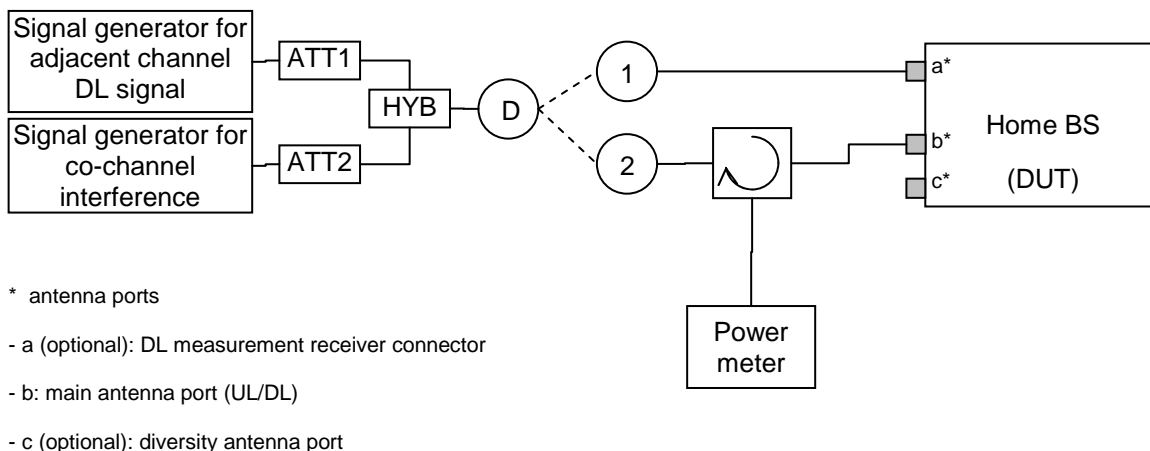 Signal generator for
adjacent channel
DL signal
ATT1
HYB
D
1
2
Signal generator for
co-channel
interference
ATT2
a*
b*
c*
Home BS
(DUT)
Power
meter
* antenna ports
- a (optional): DL measurement receiver connector
- b: main antenna port (UL/DL)
- c (optional): diversity antenna port